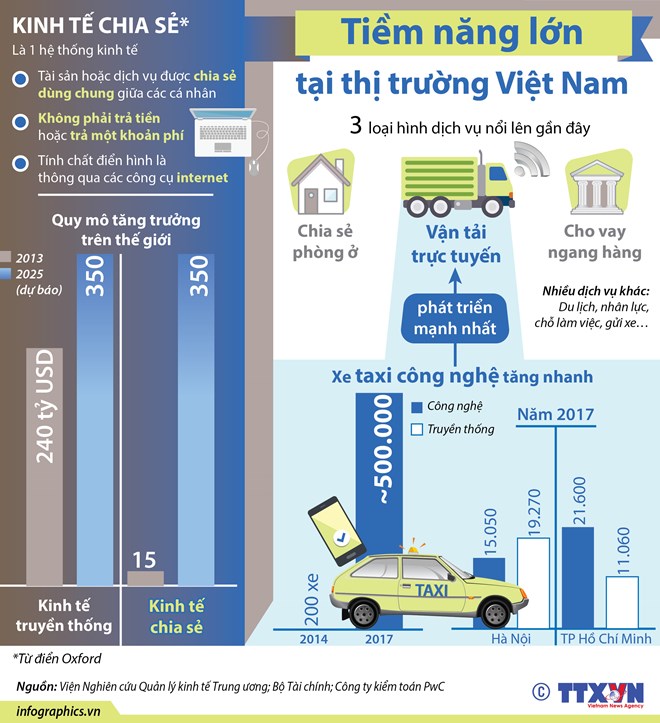 KINH TẾ CHIA SẺ*
Là 1 hệ thống kinh tế
Tài sản hoặc dịch vụ được chia sẻ
dùng chung giữa các cá nhân
Không phải trả tiền
hoặc trả một khoản phí
Tính chất điển hình là
thông qua các công cụ internet
Quy mô tăng trưởng
trên thế giới
2013
2025
(dự báo)
240 tỷ USD
350
15
350
Kinh tế
truyền thống
Kinh tế
chia sẻ
Tiềm năng lớn
tại thị trường Việt Nam
3 loại hình dịch vụ nổi lên gần đây
Chia sẻ
phòng ở
Vận tải
trực tuyến
Cho vay
ngang hàng
Nhiều dịch vụ khác:
Du lịch, nhân lực,
chỗ làm việc, gửi xe...
phát triển
mạnh nhất
Xe taxi công nghệ tăng nhanh
Công nghệ
Truyền thống
Năm 2017
200 xe
~500.000
15.050
19.270
21.600
11.060
TAXI
2014
2017
Hà Nội
TP Hồ Chí Minh
*Từ điển Oxford
Nguồn: Viện Nghiên cứu Quản lý kinh tế Trung ương; Bộ Tài chính; Công ty kiểm toán PwC
© TTXVN
Vietnam News Agency
infographics.vn